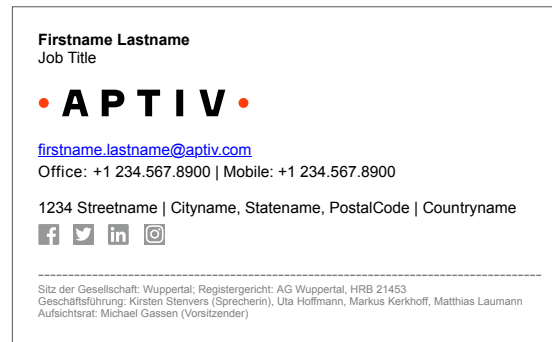 Firstname Lastname
Job Title
• A P T I V •
firstname.lastname@aptiv.com
Office: +1 234.567.8900 | Mobile: +1 234.567.8900
1234 Streetname | Cityname, Statename, PostalCode | Countryname
Sitz der Gesellschaft: Wuppertal; Registergericht: AG Wuppertal, HRB 21453
Geschäftsführung: Kirsten Stenvers (Sprecherin), Uta Hoffmann, Markus Kerkhoff, Matthias Laumann
Aufsichtsrat: Michael Gassen (Vorsitzender)